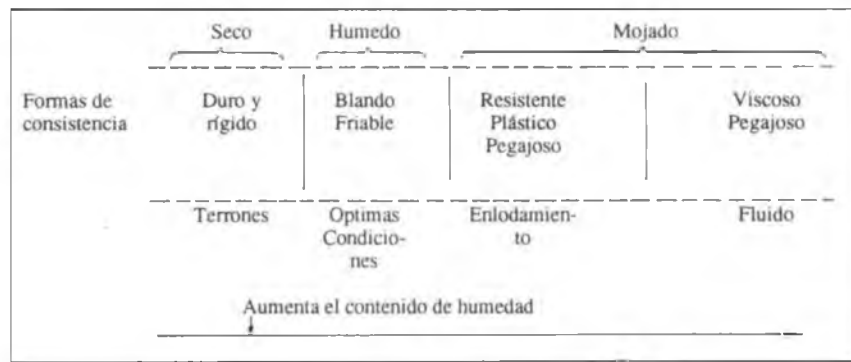 Seco Humedo Mojado
Formas de Duro y Blando Resistente Viscoso
consistencia rígido Friable Plástico Pegajoso
Pegajoso
Terrones Optimas Enlodamien- Fluido
Condicio- to
nes
Aumenta el contenido de humedad